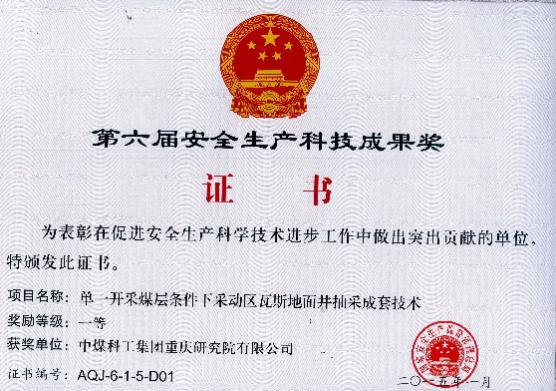 第六届安全生产科技成果奖
证 书
为表彰在促进安全生产科学技术进步工作中做出突出贡献的单位，
特颁发此证书。
项目名称：单一开采煤层条件下采动区瓦斯地面井抽采成套技术
奖励等级：一等
获奖单位：中煤科工集团重庆研究院有限公司
证书编号：AQJ-6-1-5-D01
二〇一五年一月